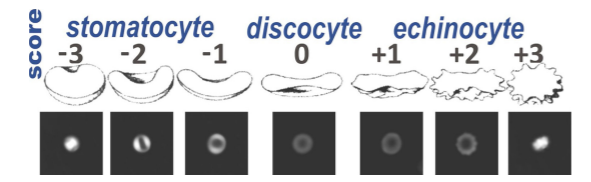 score
stomatocyte discocyte echinocyte
-3 -2 -1 0 +1 +2 +3